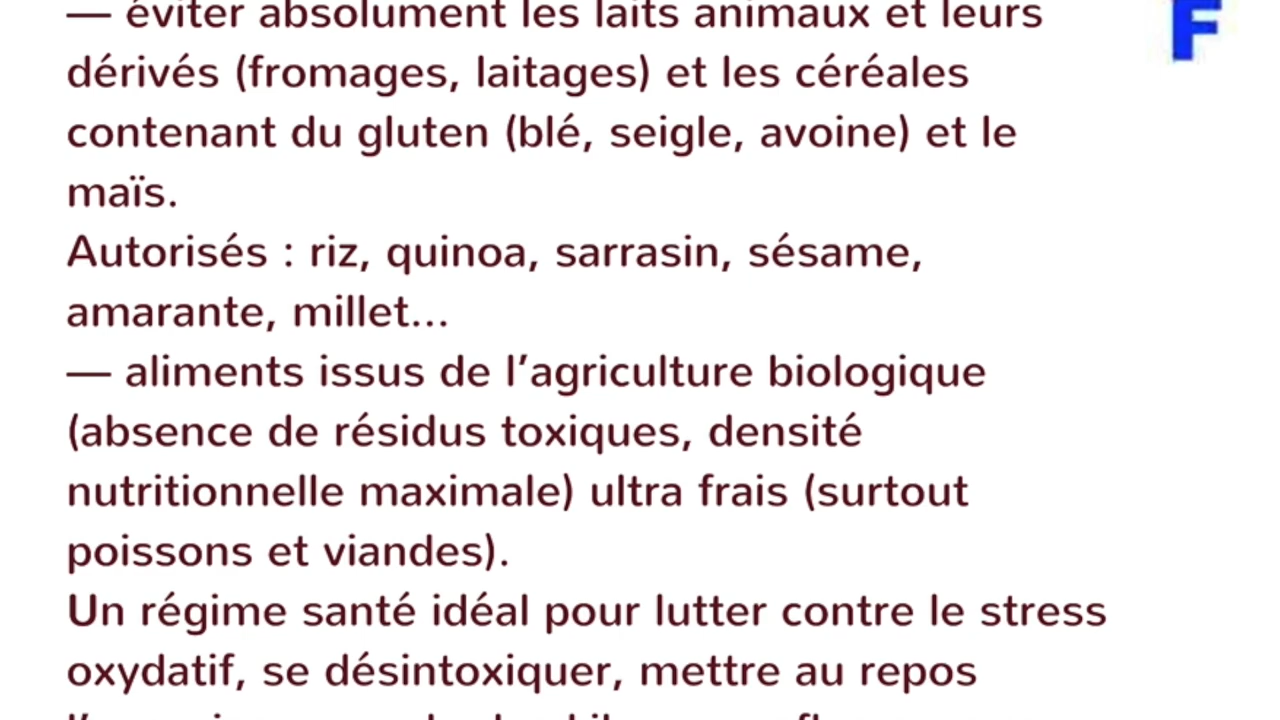 — éviter absolument les laits animaux et leurs
F
dérivés (fromages, laitages) et les céréales
contenant du gluten (blé, seigle, avoine) et le
maïs.
Autorisés : riz, quinoa, sarrasin, sésame,
amarante, millet…
— aliments issus de l’agriculture biologique
(absence de résidus toxiques, densité
nutritionnelle maximale) ultra frais (surtout
poissons et viandes).
Un régime santé idéal pour lutter contre le stress
oxydatif, se désintoxiquer, mettre au repos